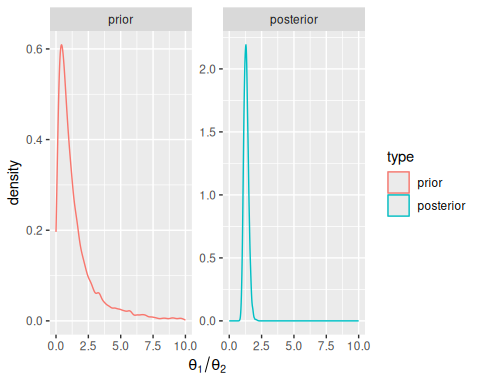 prior posterior
0.6
0.4
0.2
0.0
2.0
1.5
1.0
0.5
0.0
density
0.0 2.5 5.0 7.5 10.0 0.0 2.5 5.0 7.5 10.0
θ₁/θ₂
type
prior
posterior